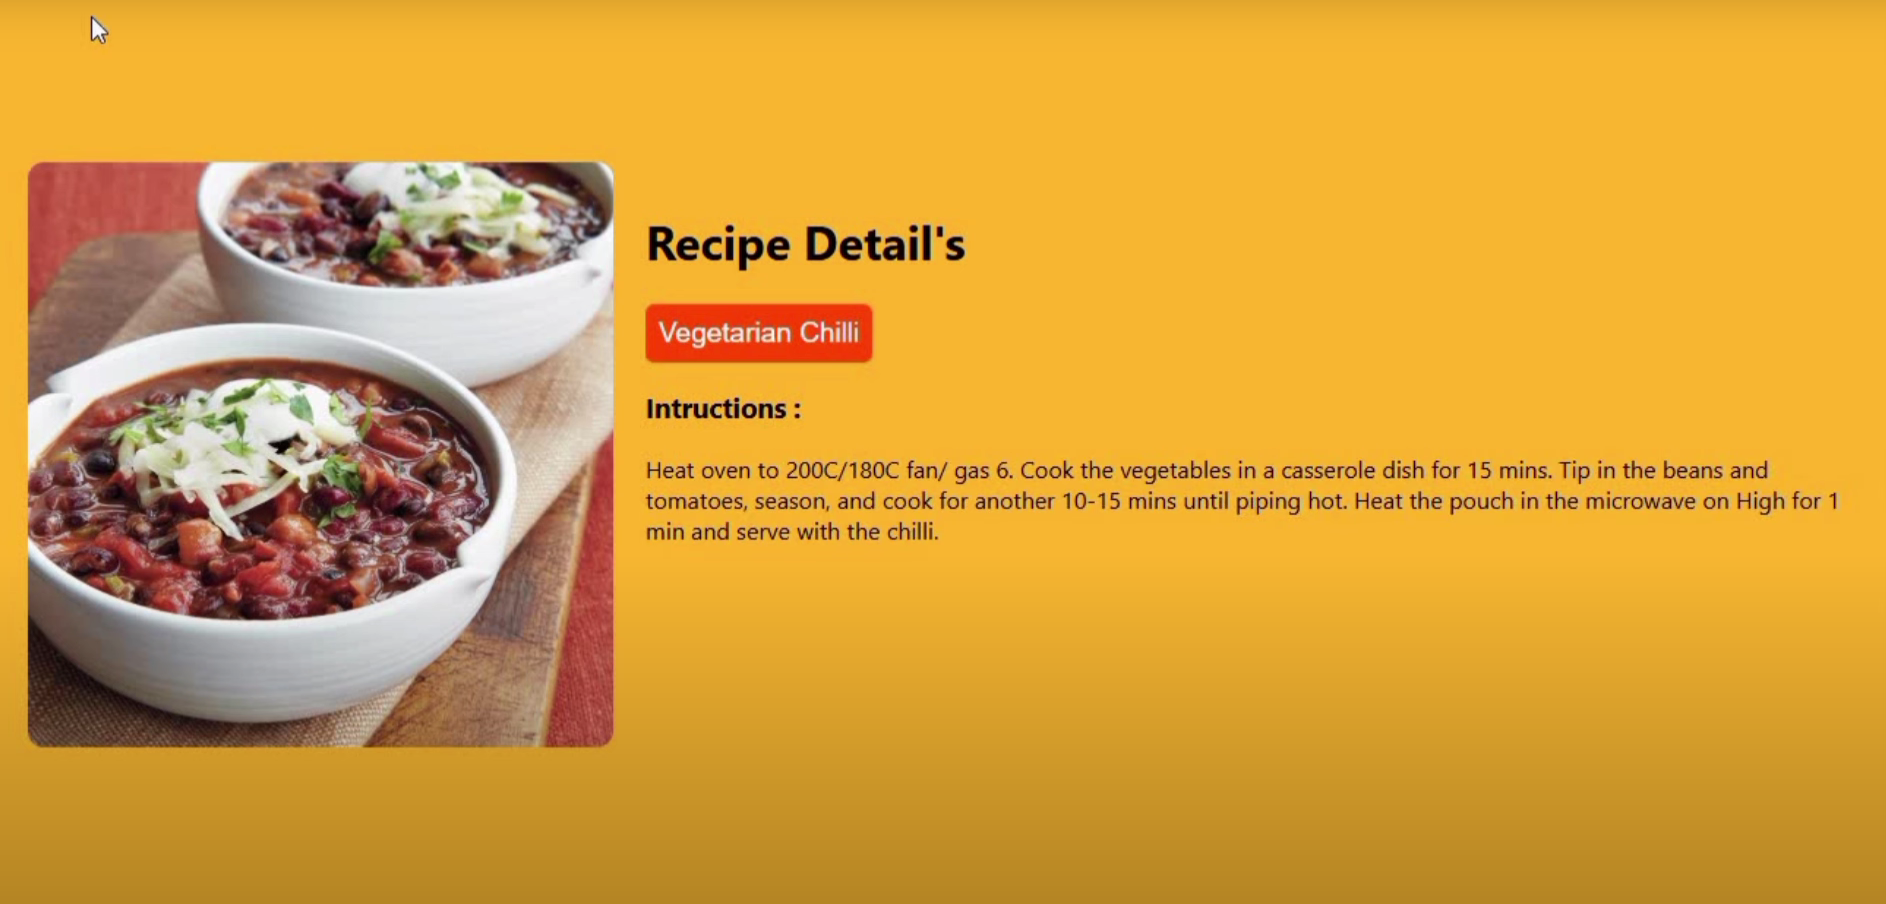 Recipe Detail's
Vegetarian Chilli
Intructions :
Heat oven to 200C/180C fan/ gas 6. Cook the vegetables in a casserole dish for 15 mins. Tip in the beans and
tomatoes, season, and cook for another 10-15 mins until piping hot. Heat the pouch in the microwave on High for 1
min and serve with the chilli.